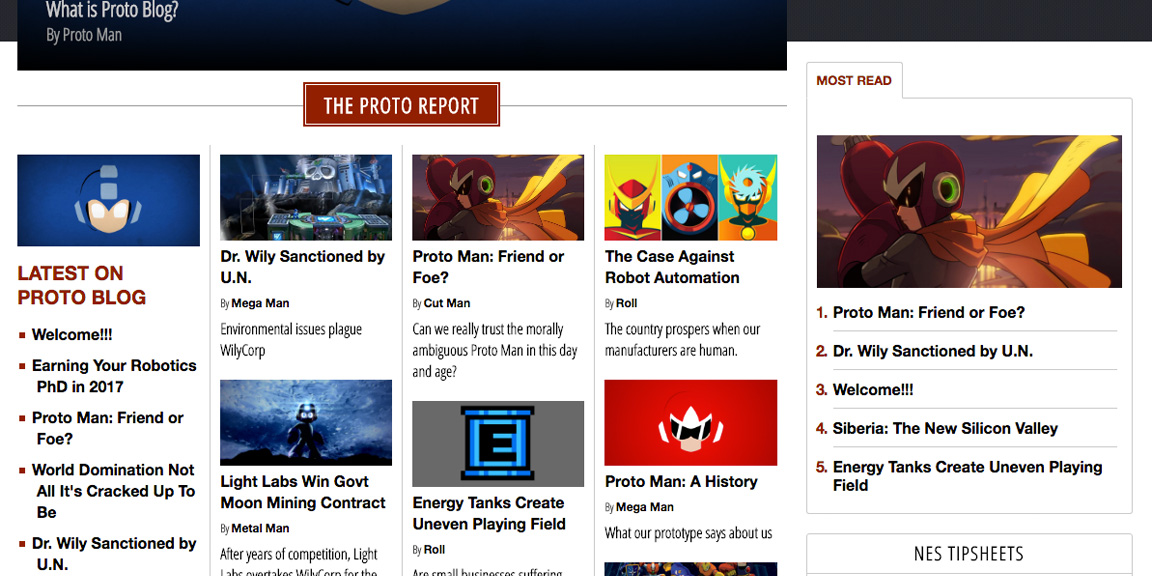 What is Proto Blog?
By Proto Man
THE PROTO REPORT
LATEST ON
PROTO BLOG
Welcome!!!
Earning Your Robotics
PhD in 2017
Proto Man: Friend or
Foe?
World Domination Not
All It's Cracked Up To
Be
Dr. Wily Sanctioned by
U.N.
Dr. Wily Sanctioned by
U.N.
By Mega Man
Environmental issues plague
WilyCorp
Light Labs Win Govt
Moon Mining Contract
By Metal Man
After years of competition, Light
Labs overtakes WilyCorp for the
Proto Man: Friend or
Foe?
By Cut Man
Can we really trust the morally
ambiguous Proto Man in this day
and age?
E
Energy Tanks Create
Uneven Playing Field
By Roll
Are small businesses suffering
The Case Against
Robot Automation
By Roll
The country prospers when our
manufacturers are human.
Proto Man: A History
By Mega Man
What our prototype says about us
MOST READ
1. Proto Man: Friend or Foe?
2. Dr. Wily Sanctioned by U.N.
3. Welcome!!!
4. Siberia: The New Silicon Valley
5. Energy Tanks Create Uneven Playing
Field
NES TIPSHEETS